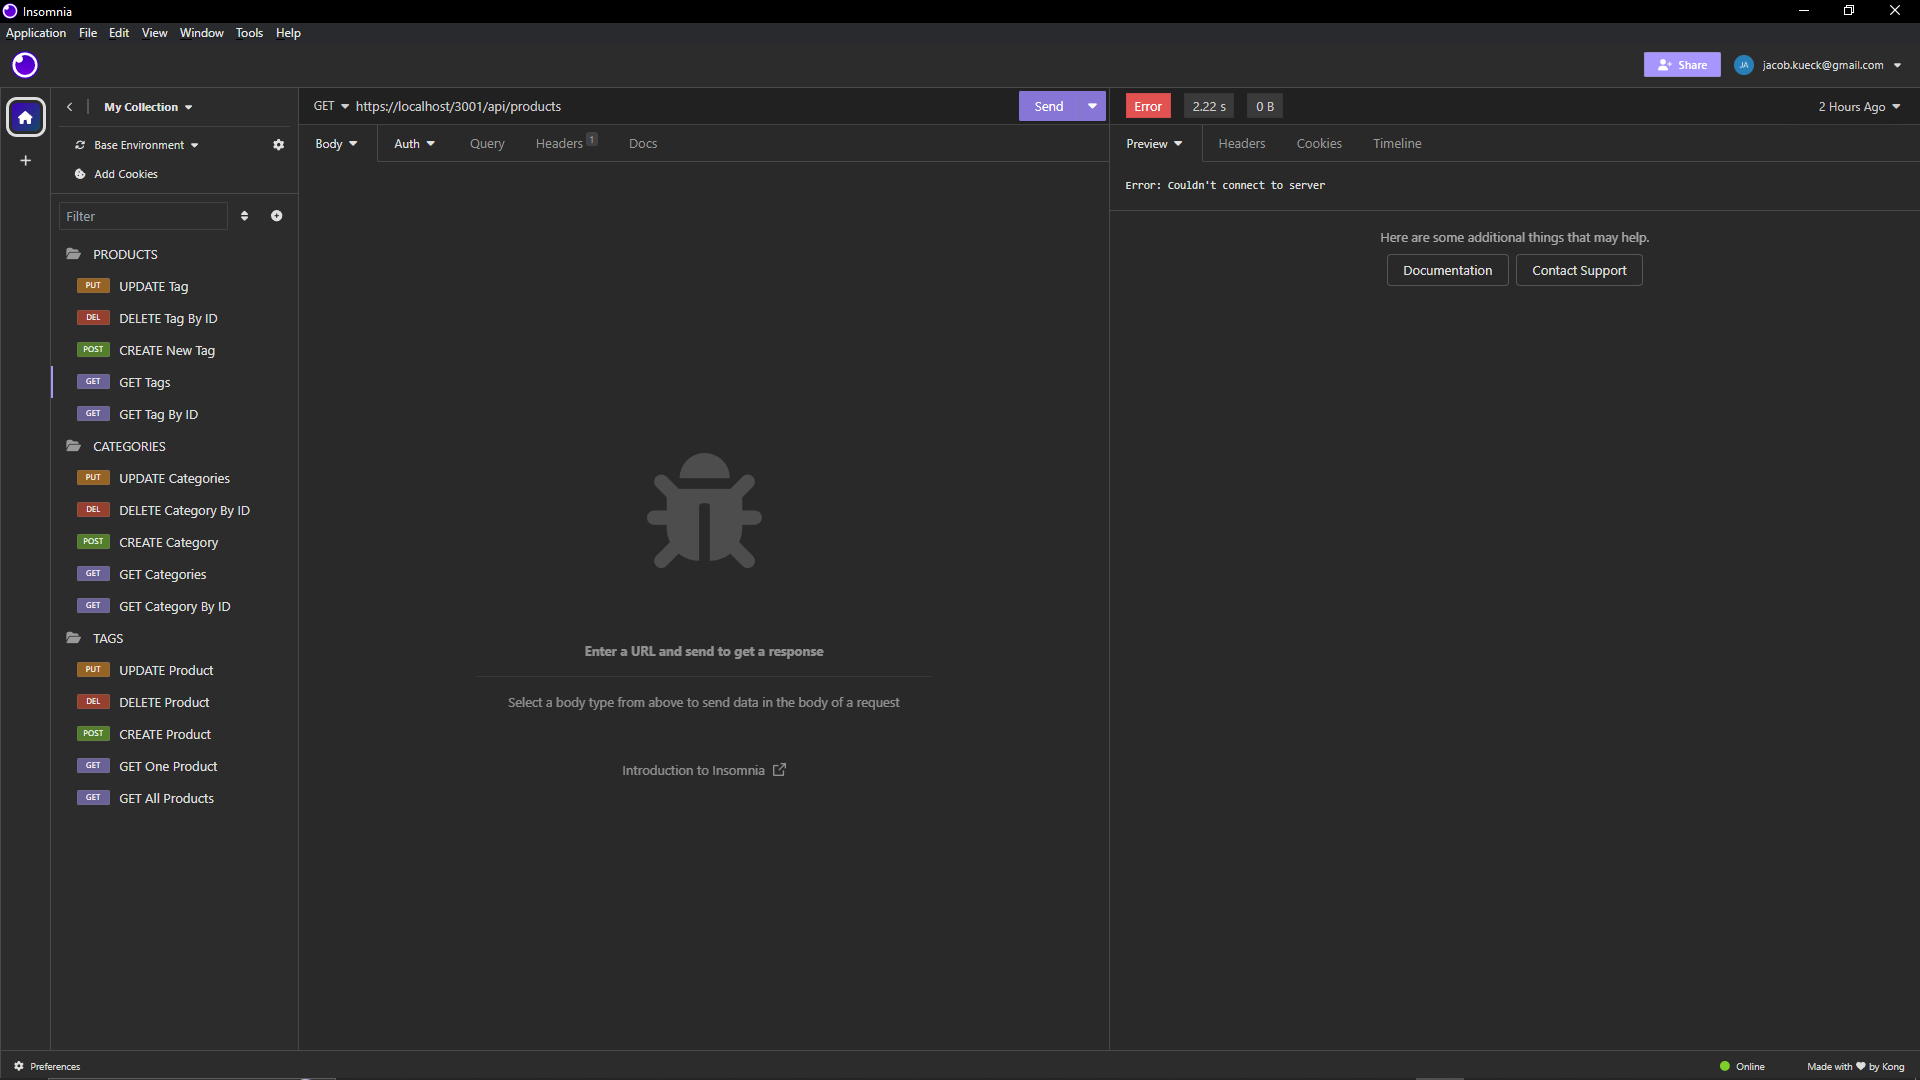 Insomnia
Application File Edit View Window Tools Help
Share JA jacob.kueck@gmail.com
My Collection
Base Environment
Add Cookies
Filter
PRODUCTS
PUT UPDATE Tag
DEL DELETE Tag By ID
POST CREATE New Tag
GET GET Tags
GET GET Tag By ID
CATEGORIES
PUT UPDATE Categories
DEL DELETE Category By ID
POST CREATE Category
GET GET Categories
GET GET Category By ID
TAGS
PUT UPDATE Product
DEL DELETE Product
POST CREATE Product
GET GET One Product
GET GET All Products
GET https://localhost/3001/api/products Send
Body Auth Query Headers 1 Docs
Enter a URL and send to get a response
Select a body type from above to send data in the body of a request
Introduction to Insomnia
Error 2.22 s 0 B 2 Hours Ago
Preview Headers Cookies Timeline
Error: Couldn't connect to server
Here are some additional things that may help.
Documentation Contact Support
Preferences Online Made with ♥ by Kong